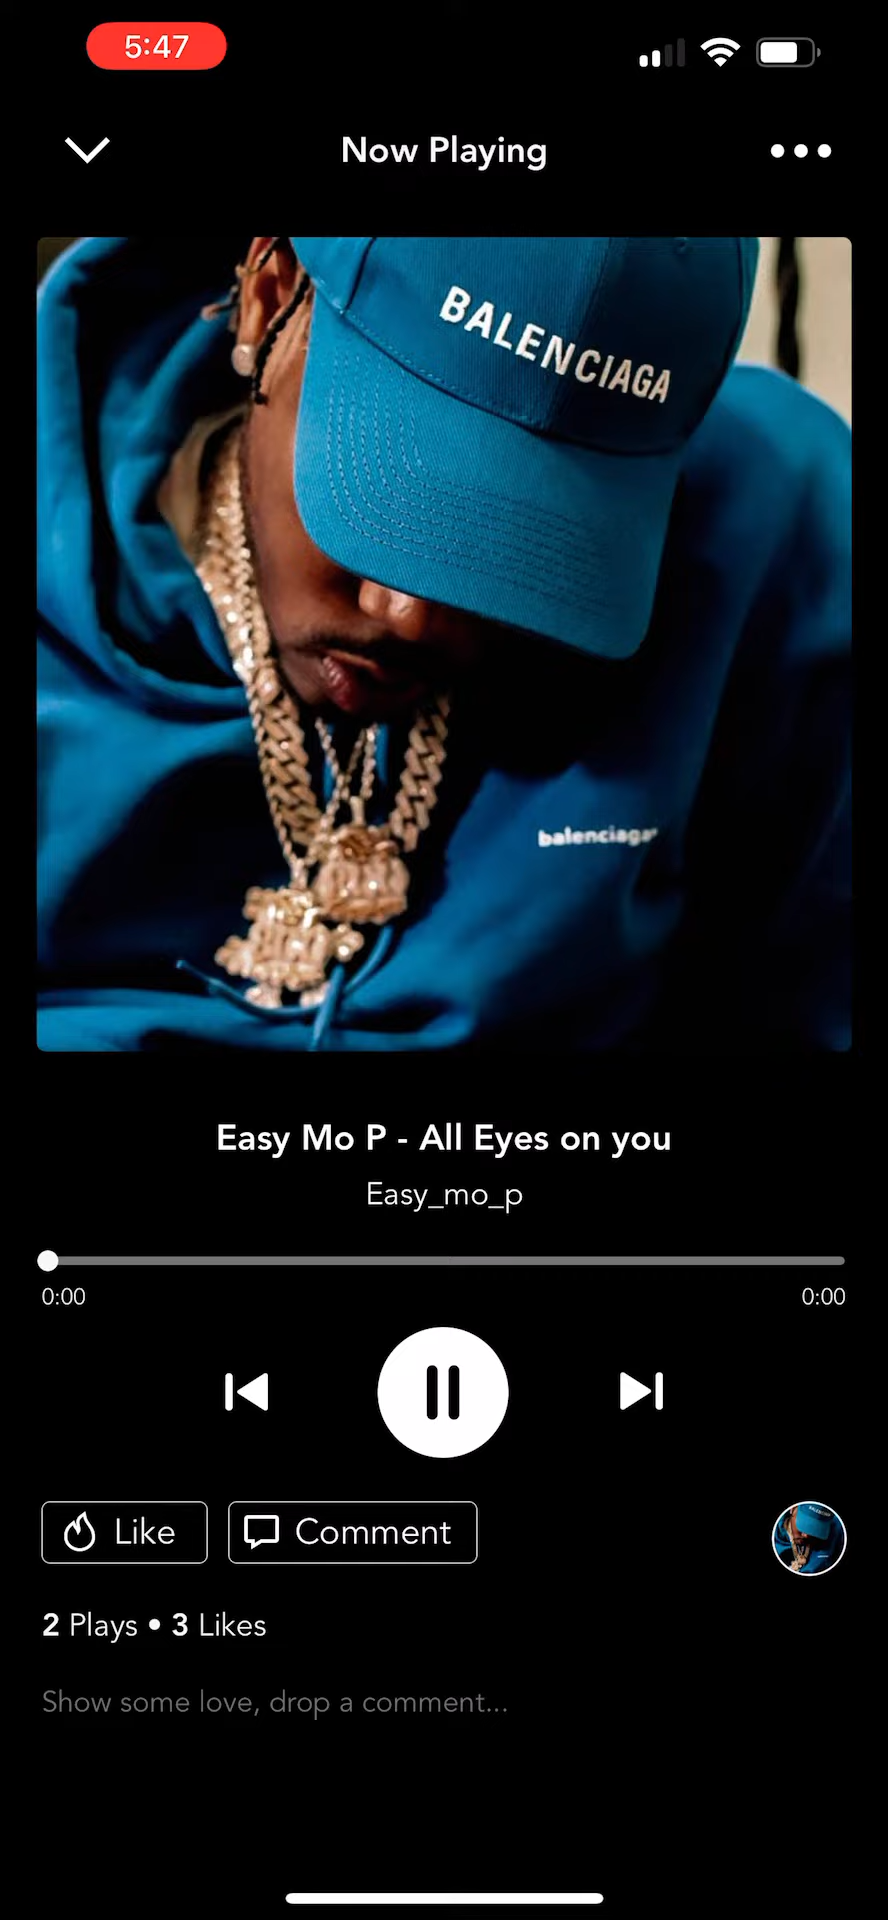 5:47
Now Playing
BALENCIAGA
balenciaga
Easy Mo P - All Eyes on you
Easy_mo_p
0:00 0:00
Like Comment
2 Plays • 3 Likes
Show some love, drop a comment...